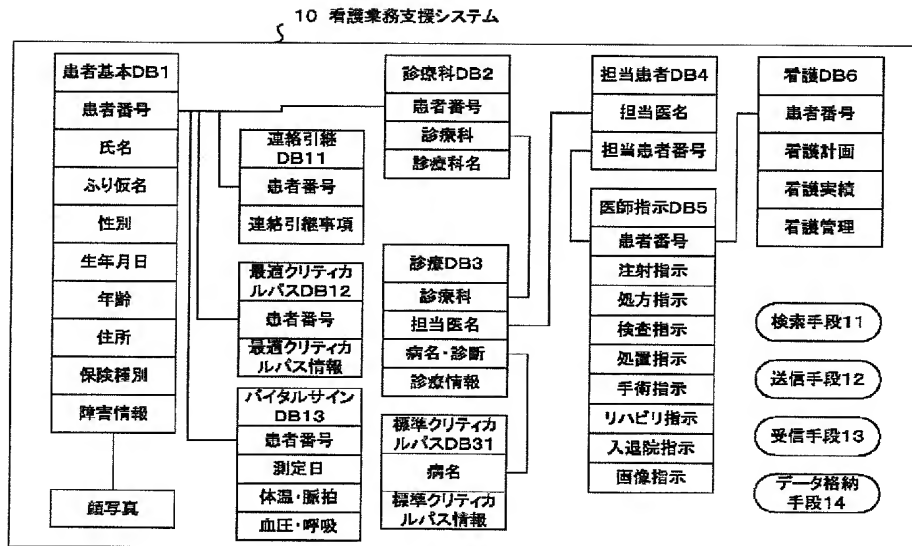 10 看護業務支援システム
患者基本DB1
患者番号
氏名
ふり仮名
性別
生年月日
年齢
住所
保険種別
障害情報
顔写真
連絡引継
DB11
患者番号
連絡引継事項
最適クリティカ
ルパスDB12
患者番号
最適クリティカ
ルパス情報
バイタルサイン
DB13
患者番号
測定日
体温・脈拍
血圧・呼吸
診療科DB2
患者番号
診療科
診療科名
診療DB3
診療科
担当医名
病名・診断
診療情報
標準クリティカ
ルパスDB31
病名
標準クリティカ
ルパス情報
担当患者DB4
担当医名
担当患者番号
医師指示DB5
患者番号
注射指示
処方指示
検査指示
処置指示
手術指示
リハビリ指示
入退院指示
画像指示
看護DB6
患者番号
看護計画
看護実績
看護管理
検索手段11
送信手段12
受信手段13
データ格納
手段14